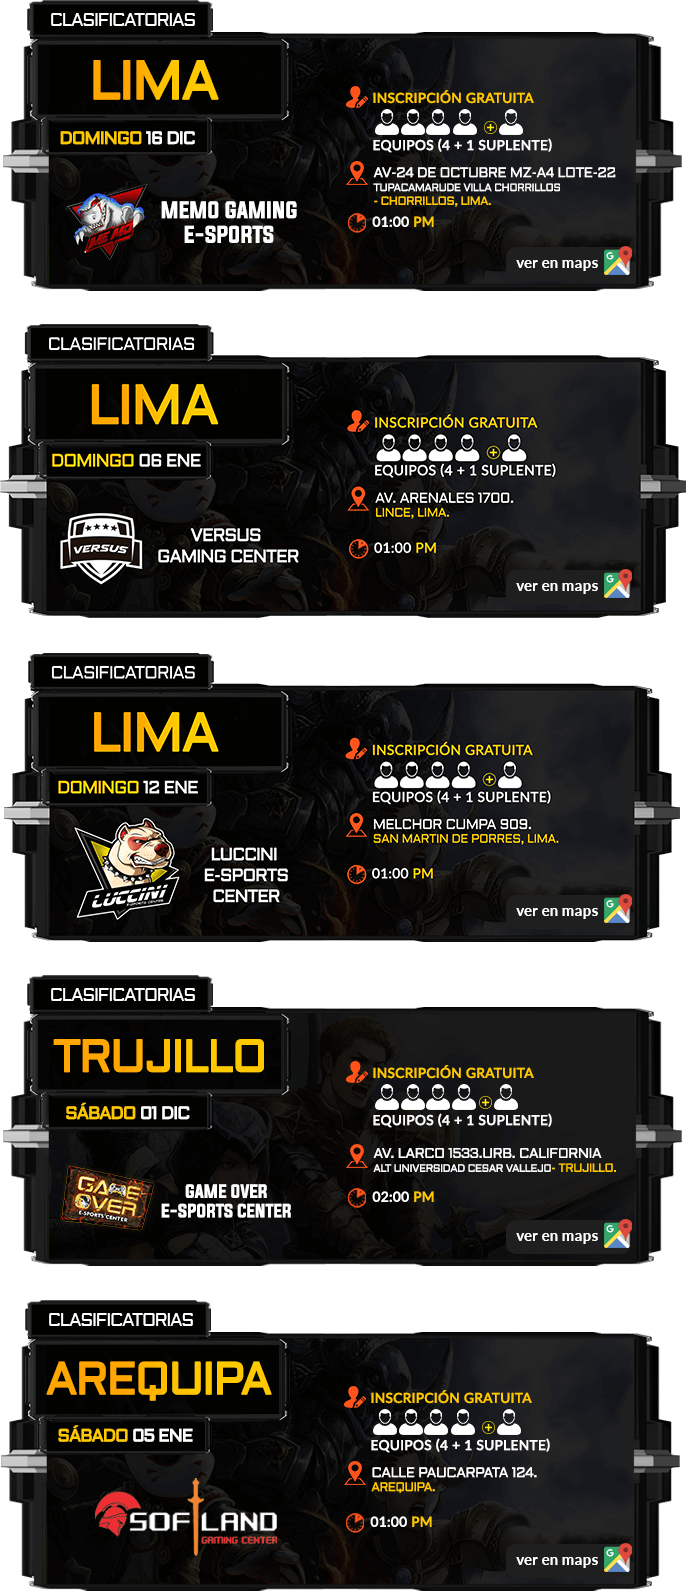 CLASIFICATORIAS
LIMA
DOMINGO 16 DIC
MEMO
MEMO GAMING
E-SPORTS
INSCRIPCIÓN GRATUITA
EQUIPOS (4 + 1 SUPLENTE)
AV-24 DE OCTUBRE MZ-A4 LOTE-22
TUPACAMARUDE VILLA CHORRILLOS
- CHORRILLOS, LIMA.
01:00 PM
ver en maps
CLASIFICATORIAS
LIMA
DOMINGO 06 ENE
VERSUS
VERSUS
GAMING CENTER
INSCRIPCIÓN GRATUITA
EQUIPOS (4 + 1 SUPLENTE)
AV. ARENALES 1700.
LINCE, LIMA.
01:00 PM
ver en maps
CLASIFICATORIAS
LIMA
DOMINGO 12 ENE
LUCCINI
E-SPORTS CENTER
LUCCINI
E-SPORTS
CENTER
INSCRIPCIÓN GRATUITA
EQUIPOS (4 + 1 SUPLENTE)
MELCHOR CUMPA 909.
SAN MARTIN DE PORRES, LIMA.
01:00 PM
ver en maps
CLASIFICATORIAS
TRUJILLO
SÁBADO 01 DIC
GAME
OVER
E-SPORTS CENTER
GAME OVER
E-SPORTS CENTER
INSCRIPCIÓN GRATUITA
EQUIPOS (4 + 1 SUPLENTE)
AV. LARCO 1533.URB. CALIFORNIA
ALT UNIVERSIDAD CESAR VALLEJO- TRUJILLO.
02:00 PM
ver en maps
CLASIFICATORIAS
AREQUIPA
SÁBADO 05 ENE
SOFTLAND
GAMING CENTER
INSCRIPCIÓN GRATUITA
EQUIPOS (4 + 1 SUPLENTE)
CALLE PAUCARPATA 124.
AREQUIPA.
01:00 PM
ver en maps